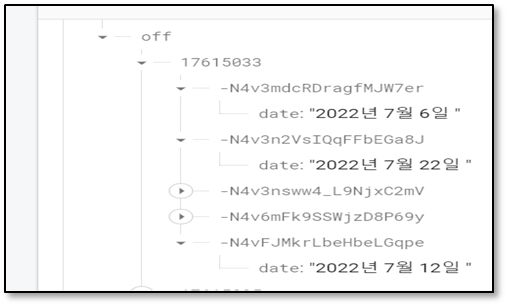 off
17615033
-N4v3mdcRDragfMJW7er
date: "2022년 7월 6일 "
-N4v3n2VsIQqFFbEGa8J
date: "2022년 7월 22일 "
-N4v3nsww4_L9NjxC2mV
-N4v6mFk9SSWjzD8P69y
-N4vFJMkrLbeHbeLGqpe
date: "2022년 7월 12일 "